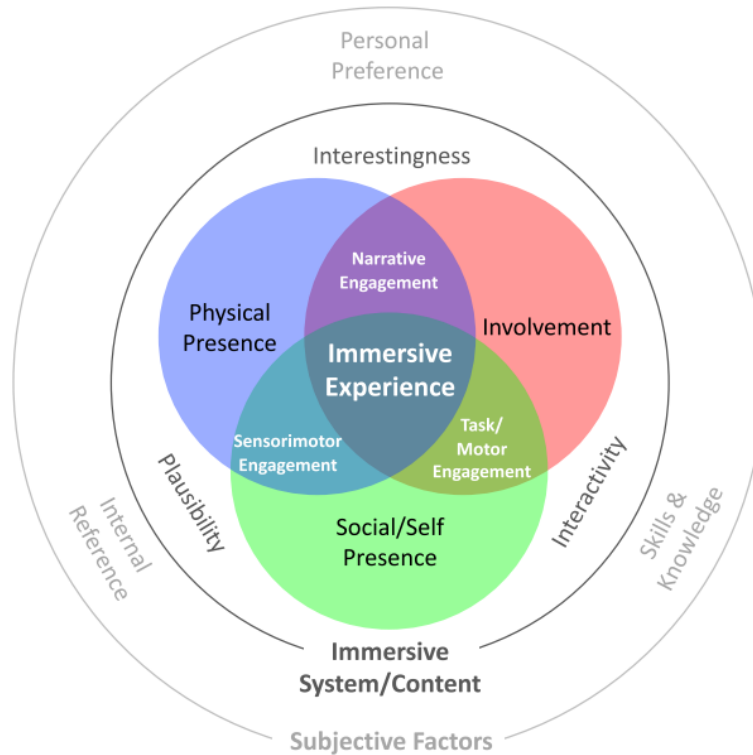 Personal
Preference
Interestingness
Narrative
Engagement
Physical
Presence
Involvement
Immersive
Experience
Sensorimotor
Engagement
Task/
Motor
Engagement
Plausibility
Interactivity
Internal
Reference
Skills &
Knowledge
Social/Self
Presence
Immersive
System/Content
Subjective Factors